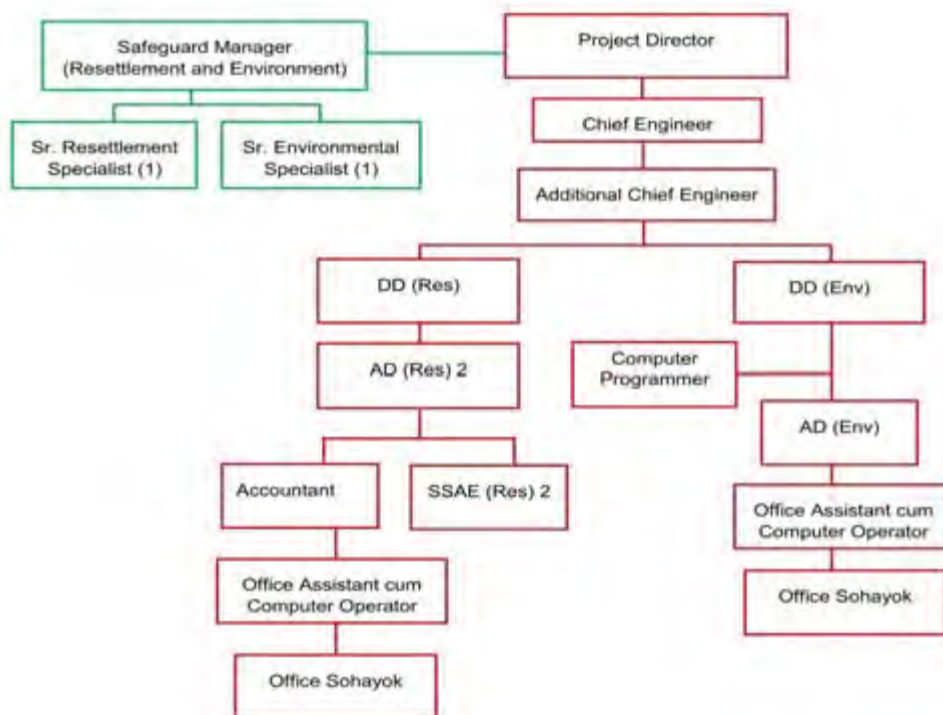 Safeguard Manager
(Resettlement and Environment)
Project Director
Chief Engineer
Sr. Resettlement
Specialist (1)
Sr. Environmental
Specialist (1)
Additional Chief Engineer
DD (Res)
DD (Env)
AD (Res) 2
Computer
Programmer
AD (Env)
Accountant
SSAE (Res) 2
Office Assistant cum
Computer Operator
Office Assistant cum
Computer Operator
Office Sohayok
Office Sohayok